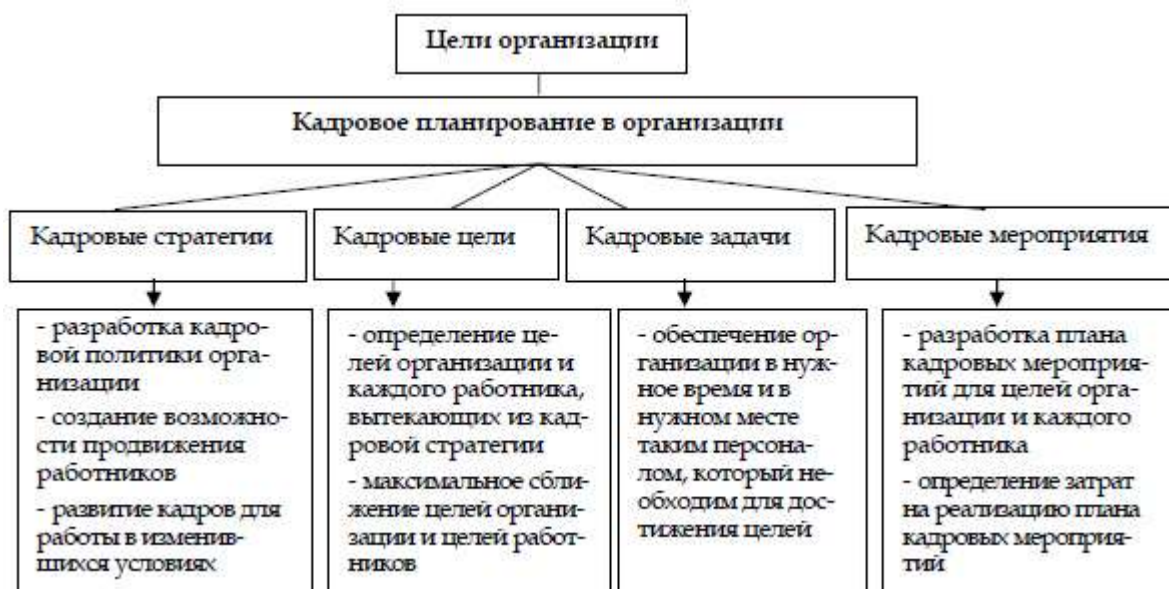 Цели организации
Кадровое планирование в организации
Кадровые стратегии
Кадровые цели
Кадровые задачи
Кадровые мероприятия
- разработка кадро-
вой политики орга-
низации
- создание возможно-
сти продвижения
работников
- развитие кадров для
работы в изменив-
шихся условиях
- определение це-
лей организации и
каждого работника,
вытекающих из кад-
ровой стратегии
- максимальное сбли-
жение целей органи-
зации и целей работ-
ников
- обеспечение ор-
ганизации в нуж-
ное время и в
нужном месте
таким персона-
лом, который не-
обходим для дос-
тижения целей
- разработка плана
кадровых мероприя-
тий для целей орга-
низации и каждого
работника
- определение затрат
на реализацию плана
кадровых мероприя-
тий